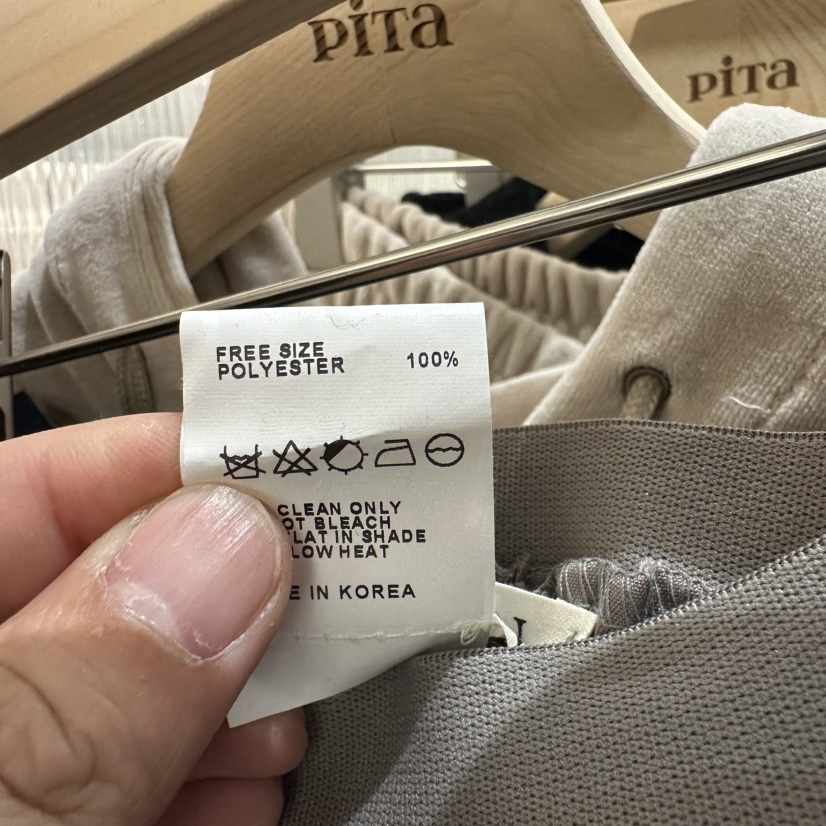 PiTa
PiTa
FREE SIZE
POLYESTER 100%
CLEAN ONLY
OT BLEACH
LAT IN SHADE
LOW HEAT
E IN KOREA